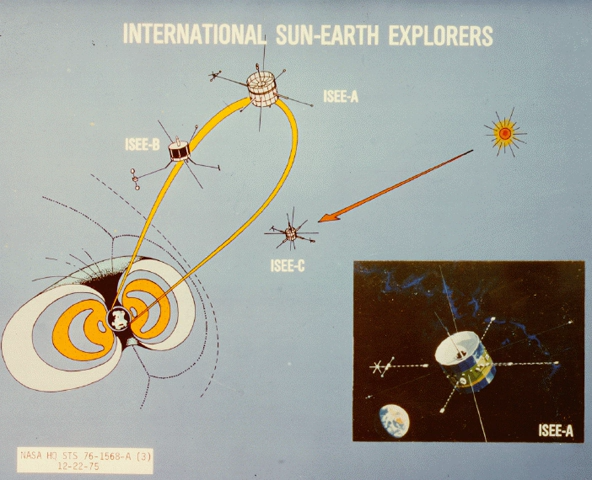 INTERNATIONAL SUN-EARTH EXPLORERS
ISEE-A
ISEE-B
ISEE-C
ISEE-A
NASA HQ STS 76-1568-A (3)
12-22-75